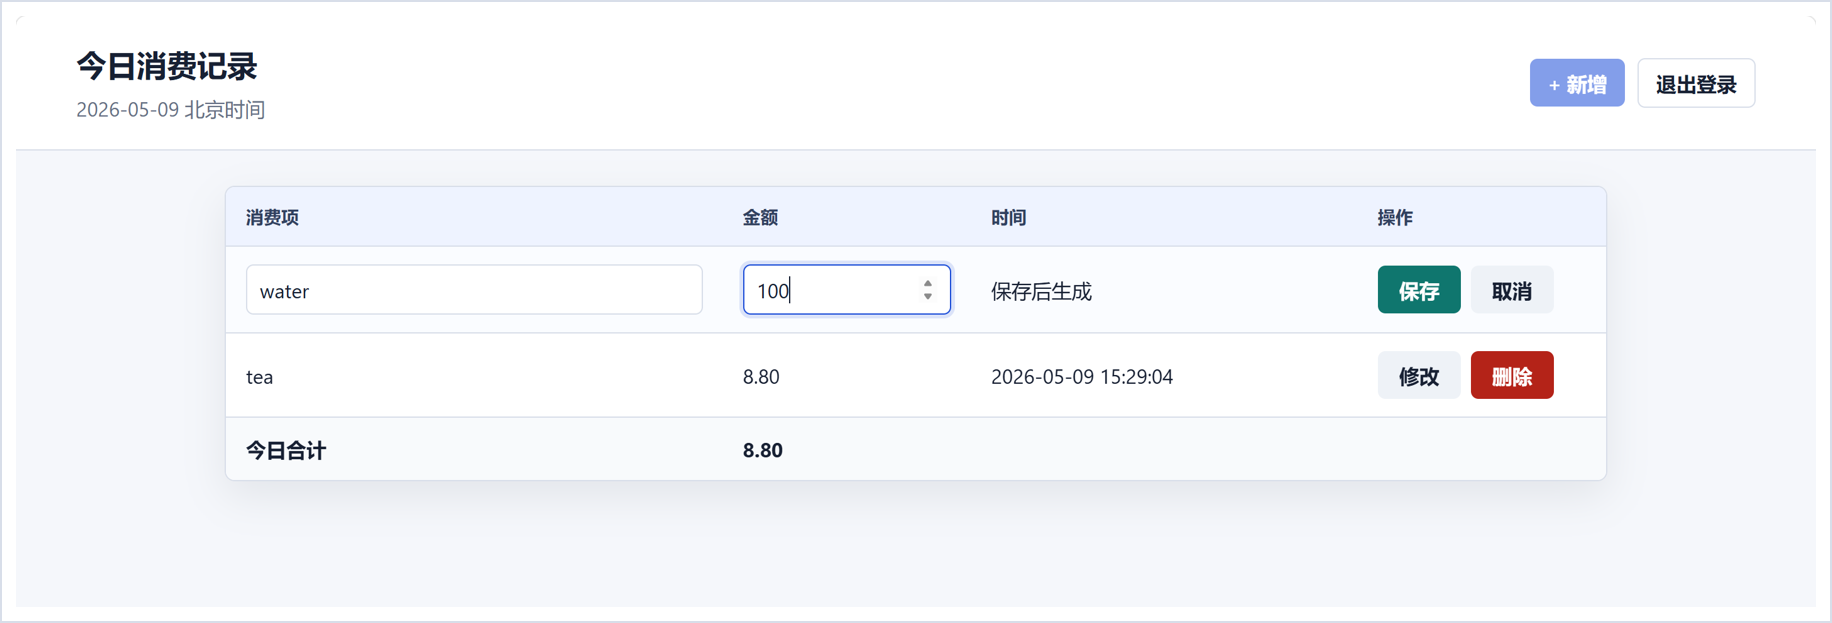 今日消费记录
2026-05-09 北京时间
+ 新增
退出登录
消费项 金额 时间 操作
water 100 保存后生成 保存 取消
tea 8.80 2026-05-09 15:29:04 修改 删除
今日合计 8.80